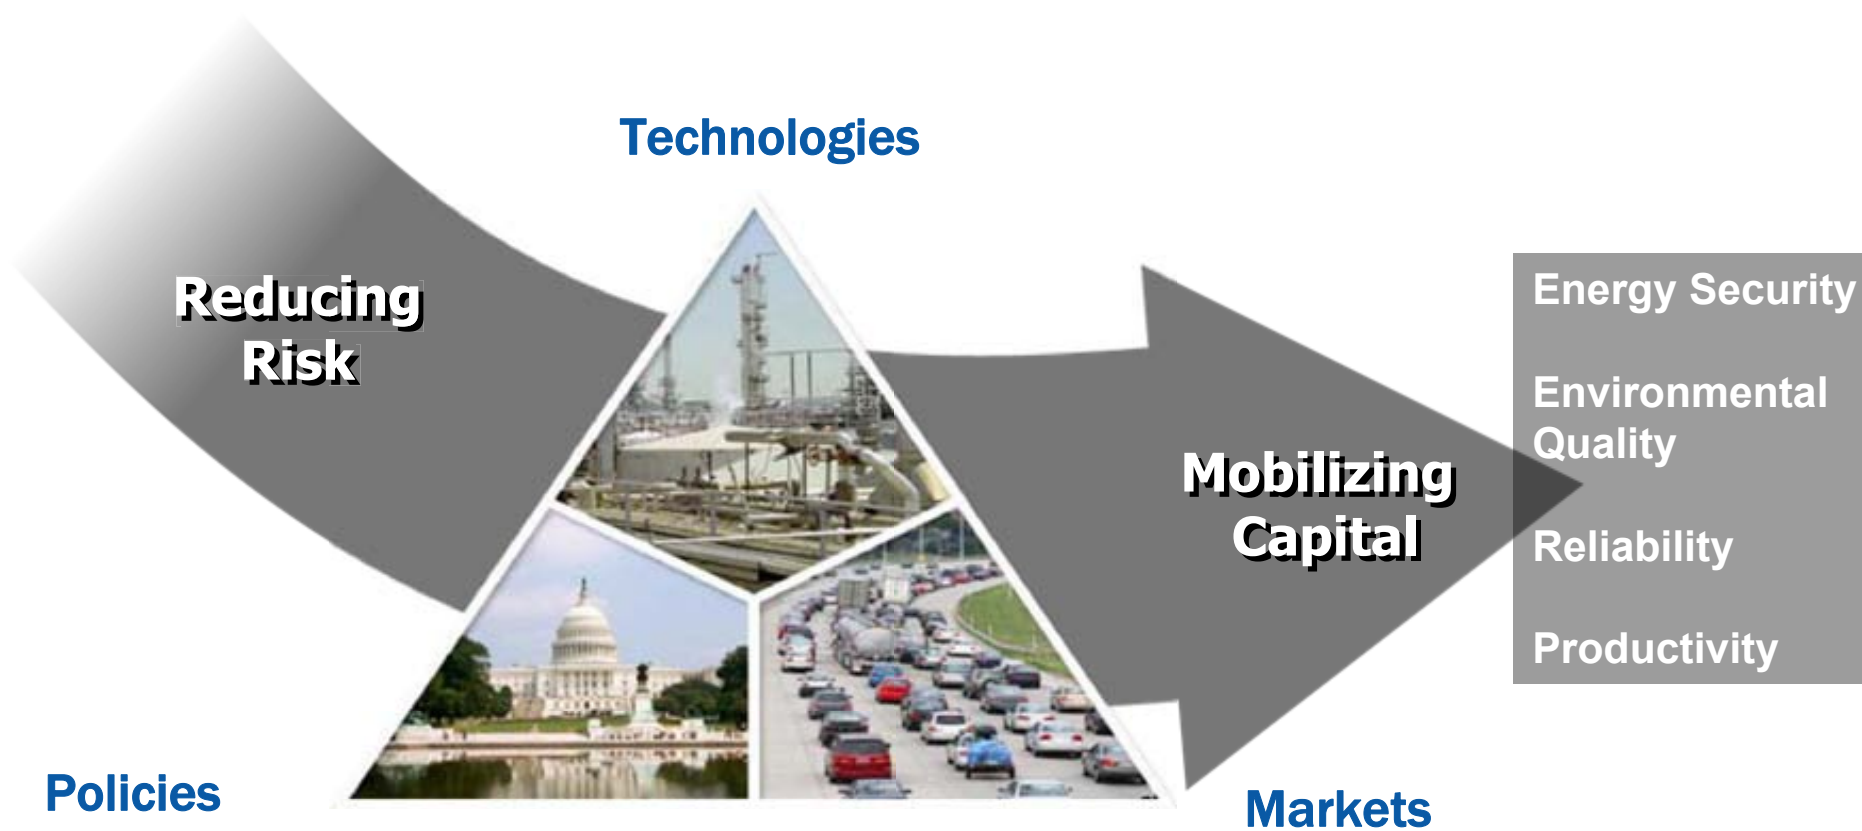 Technologies
Reducing
Risk
Energy Security
Environmental
Quality
Mobilizing
Capital
Reliability
Productivity
Policies
Markets